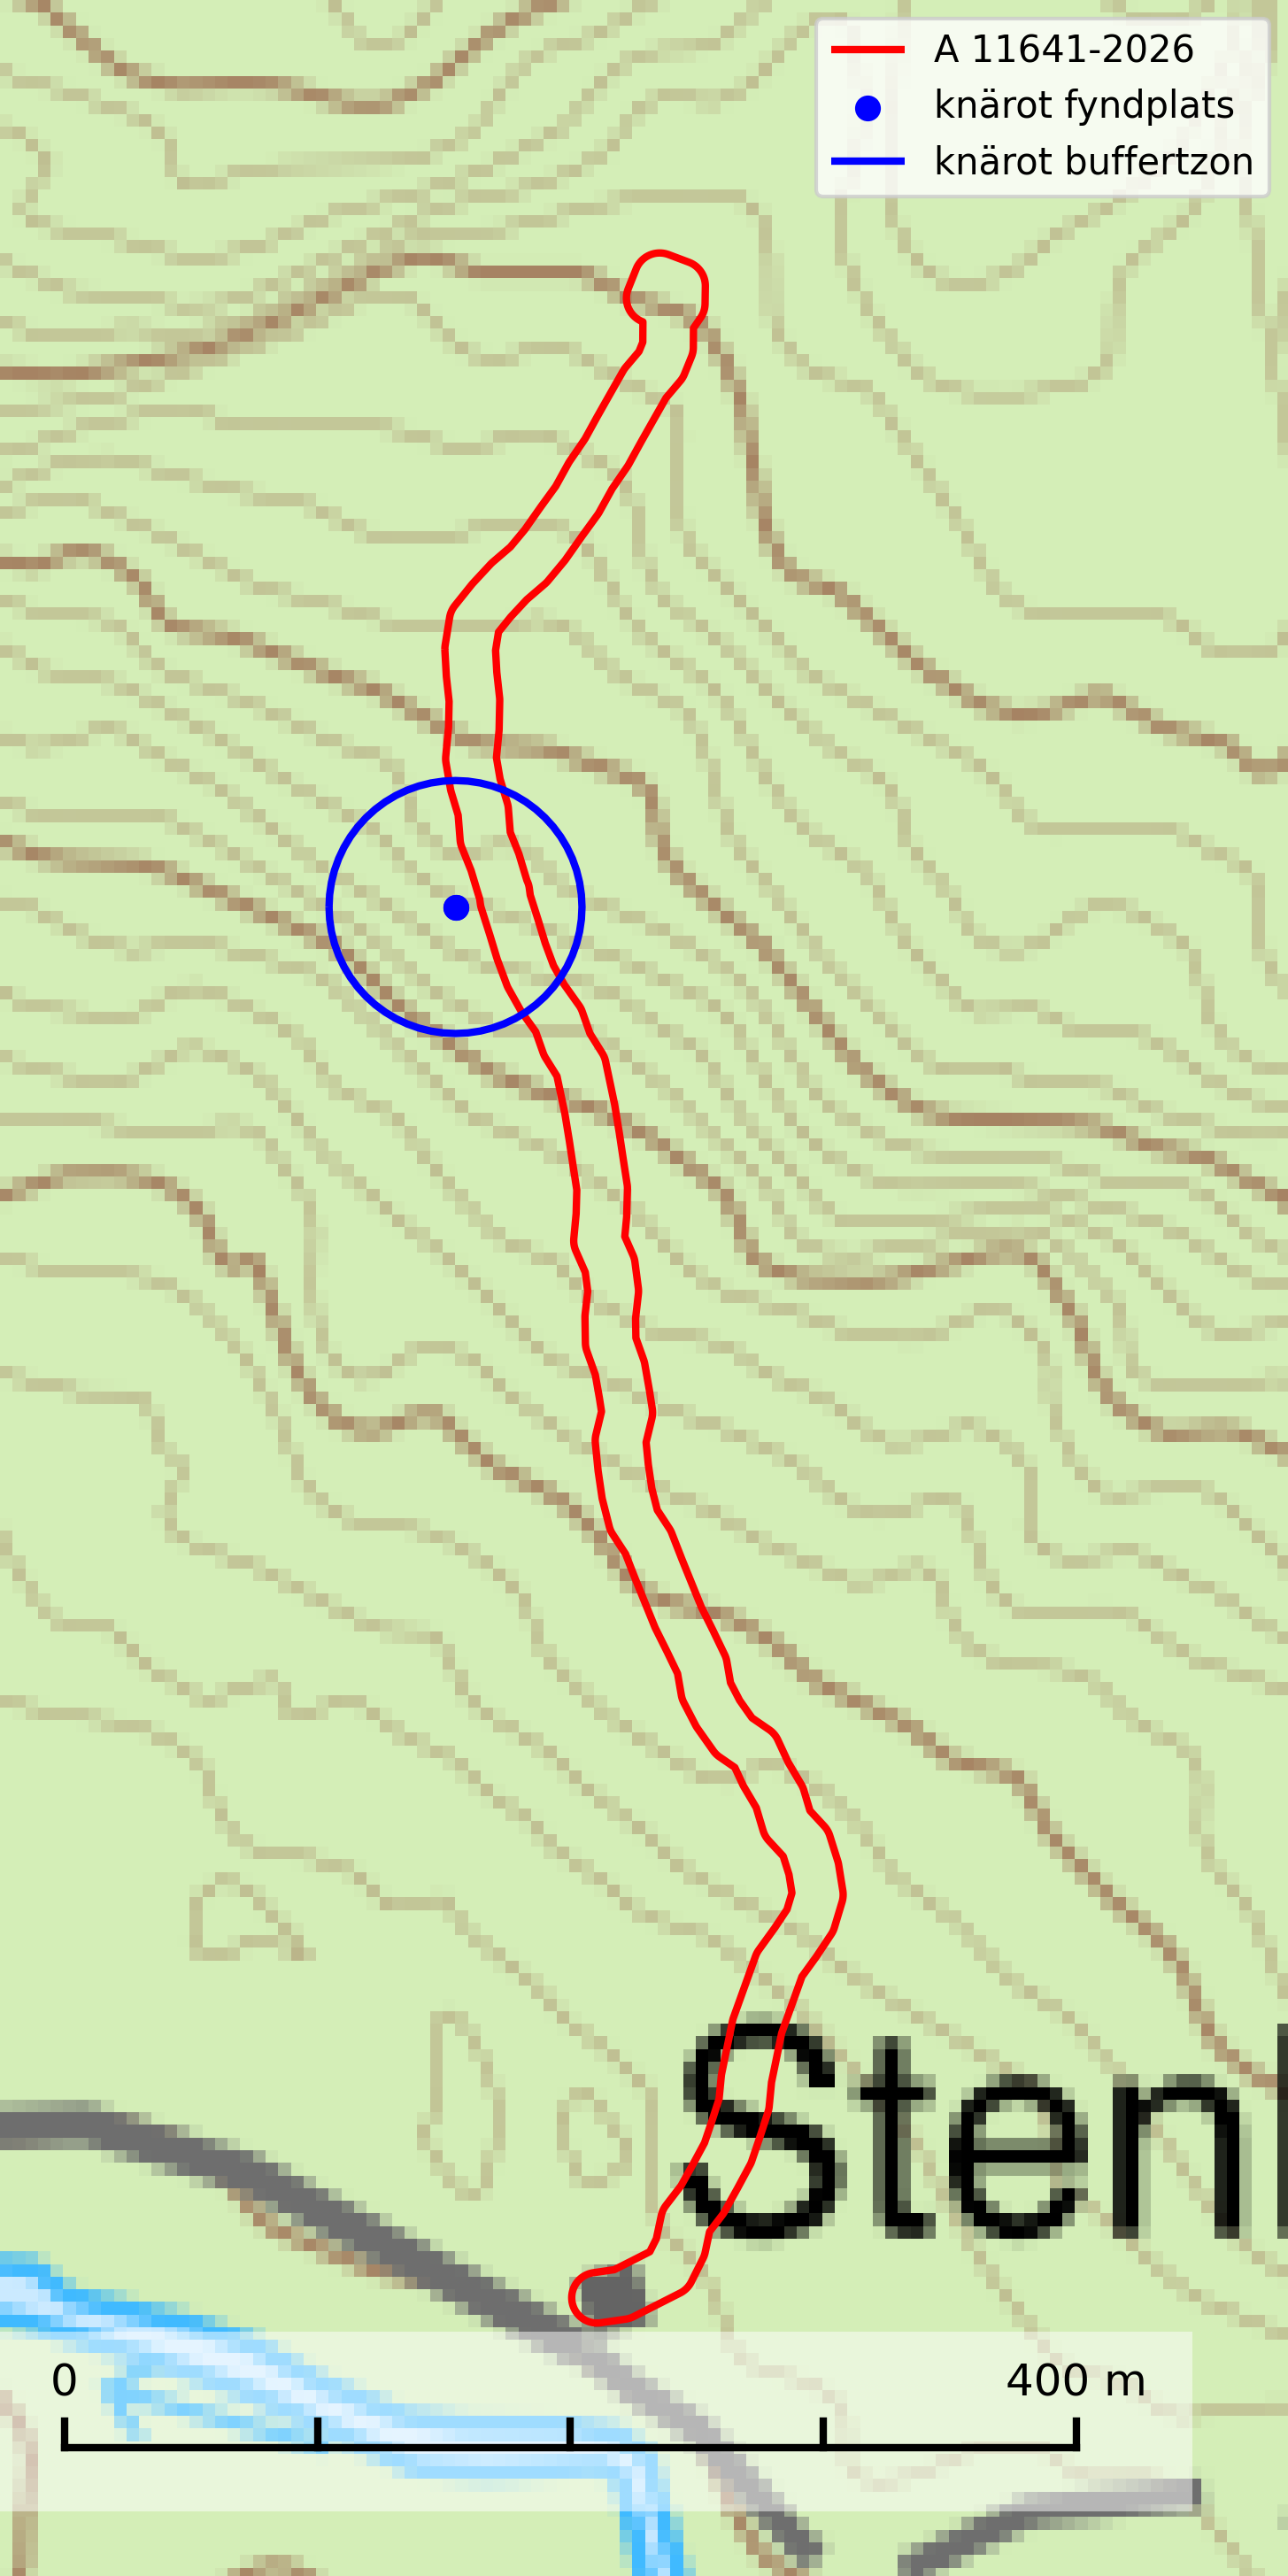 A 11641-2026
knärot fyndplats
knärot buffertzon
Sten
0 400 m